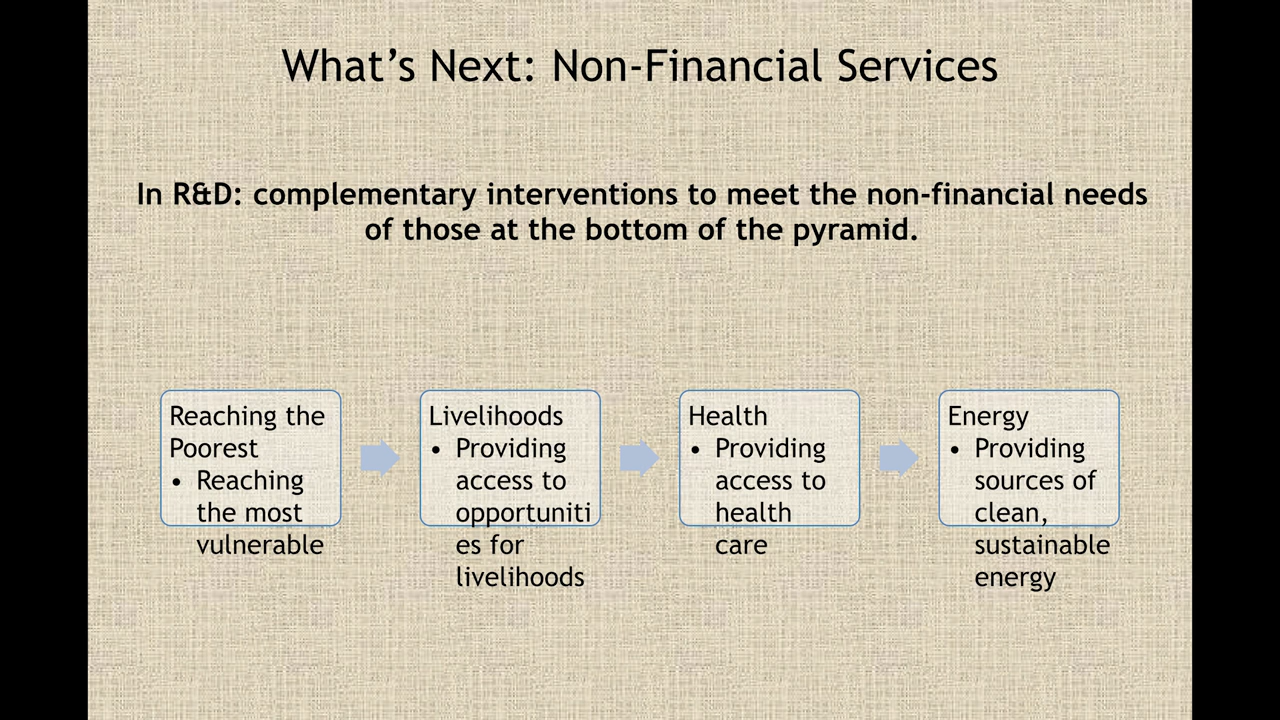 What’s Next: Non-Financial Services
In R&D: complementary interventions to meet the non-financial needs
of those at the bottom of the pyramid.
Reaching the
Poorest
• Reaching
the most
vulnerable
Livelihoods
• Providing
access to
opportuniti
es for
livelihoods
Health
• Providing
access to
health
care
Energy
• Providing
sources of
clean,
sustainable
energy